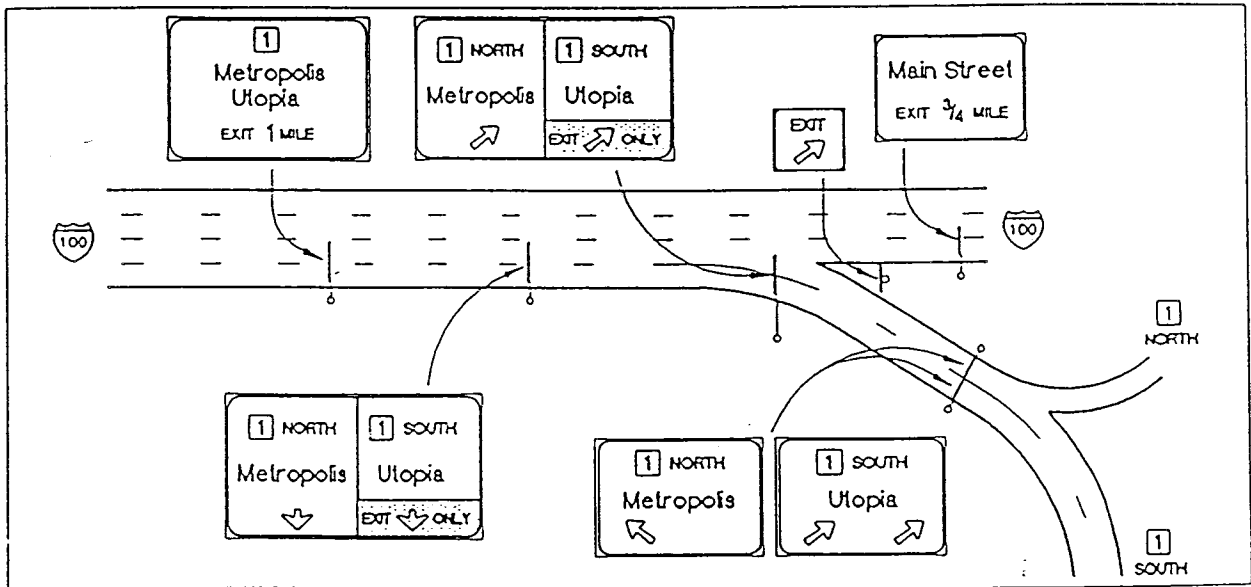 1
Metropolis
Utopia
EXIT 1 MILE
1 NORTH
Metropolis
1 SOUTH
Utopia
EXIT ONLY
EXIT
Main Street
EXIT 3/4 MILE
100
100
1
NORTH
1 NORTH
Metropolis
1 SOUTH
Utopia
EXIT ONLY
1 NORTH
Metropolis
1 SOUTH
Utopia
1
SOUTH